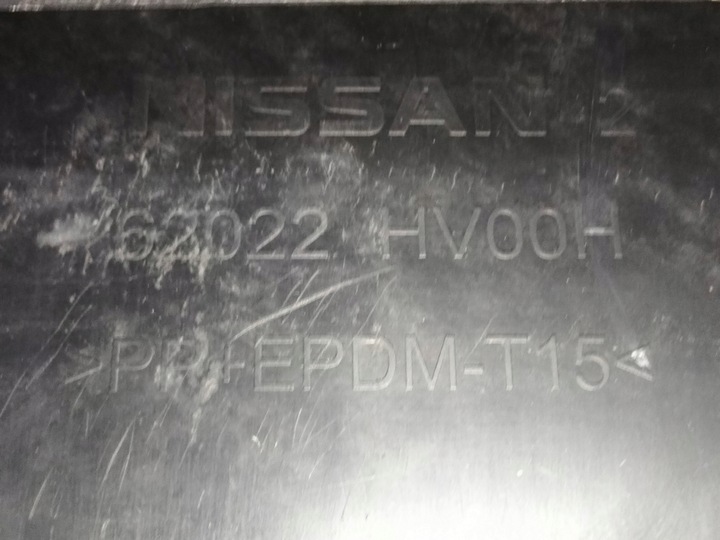 NISSAN
62022 HV00H
>PP+EPDM-T15<